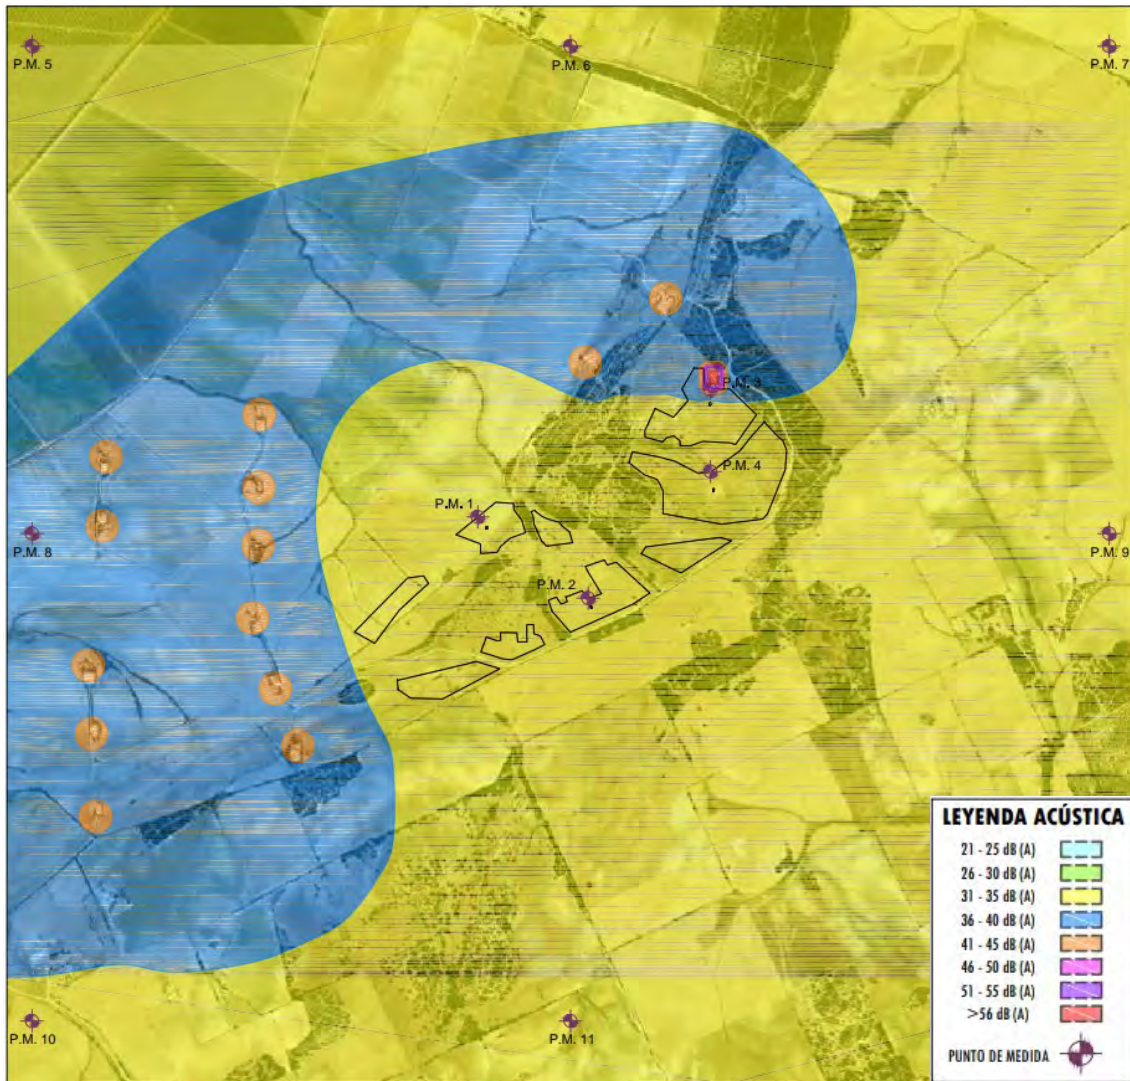 P.M. 5
P.M. 6
P.M. 7
P.M. 3
P.M. 4
P.M. 1
P.M. 8
P.M. 9
P.M. 2
LEYENDA ACÚSTICA
21 - 25 dB (A)
26 - 30 dB (A)
31 - 35 dB (A)
36 - 40 dB (A)
41 - 45 dB (A)
46 - 50 dB (A)
51 - 55 dB (A)
>56 dB (A)
PUNTO DE MEDIDA
P.M. 10
P.M. 11